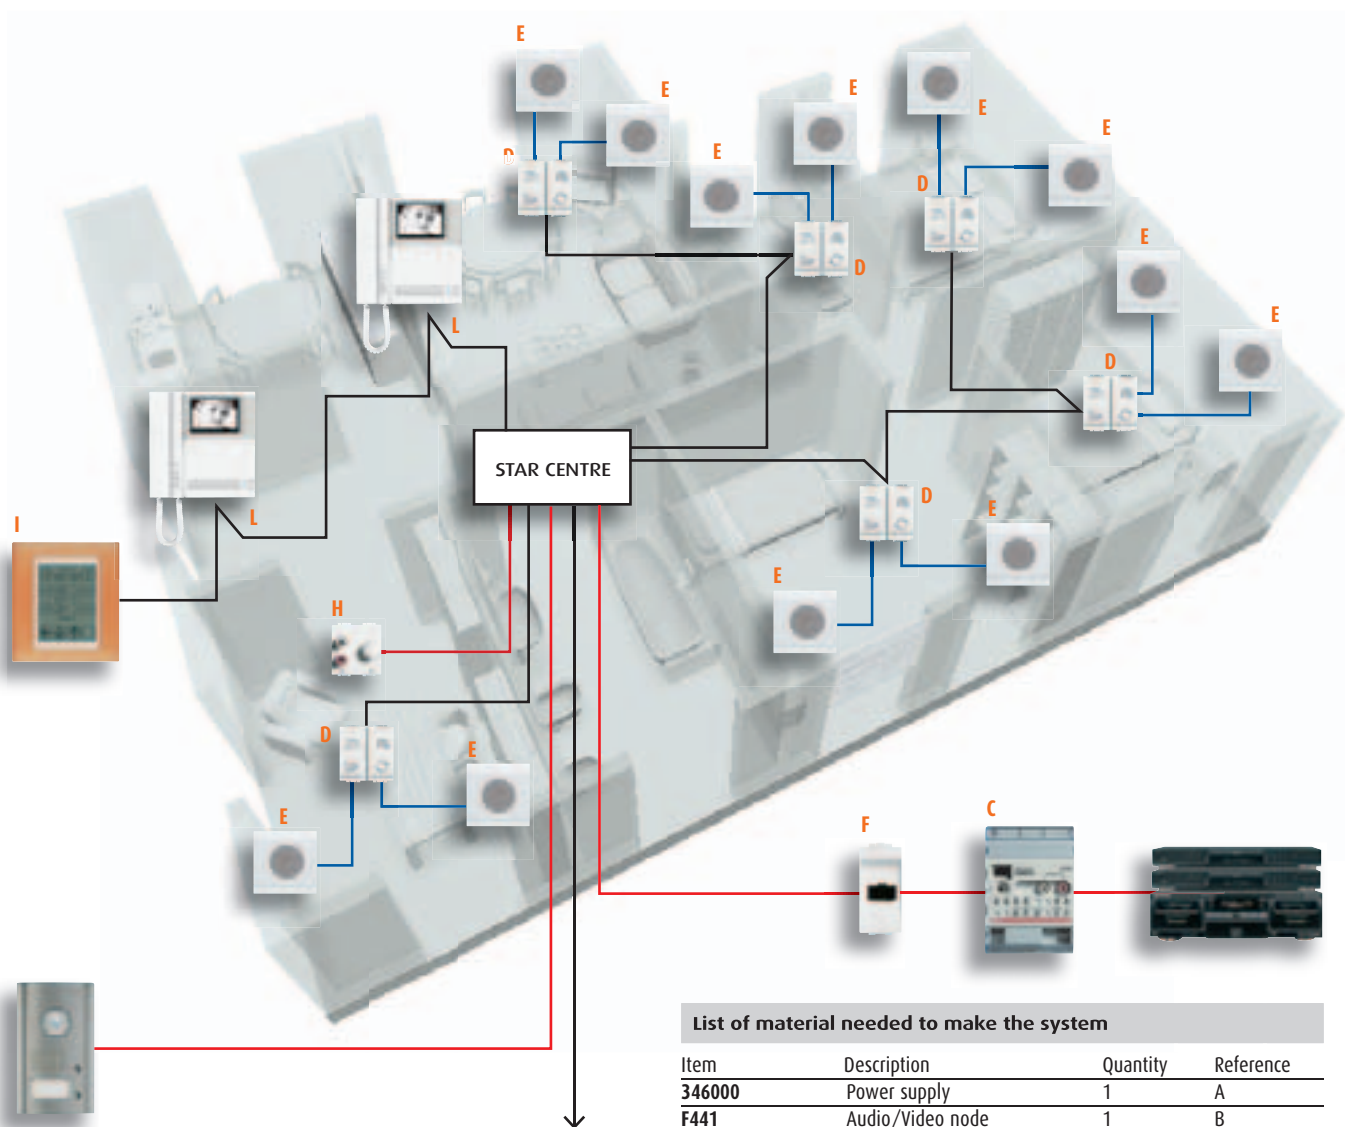 E
E
E
E
E
E
D
E
D
D
E
E
D
L
STAR CENTRE
D
E
L
I
E
H
D
E
E
F
C
List of material needed to make the system
Item Description Quantity Reference
346000 Power supply 1 A
F441 Audio/Video node 1 B